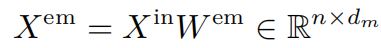 X^{em} = X^{in}W^{em} ∈ ℝ^{n×d_m}